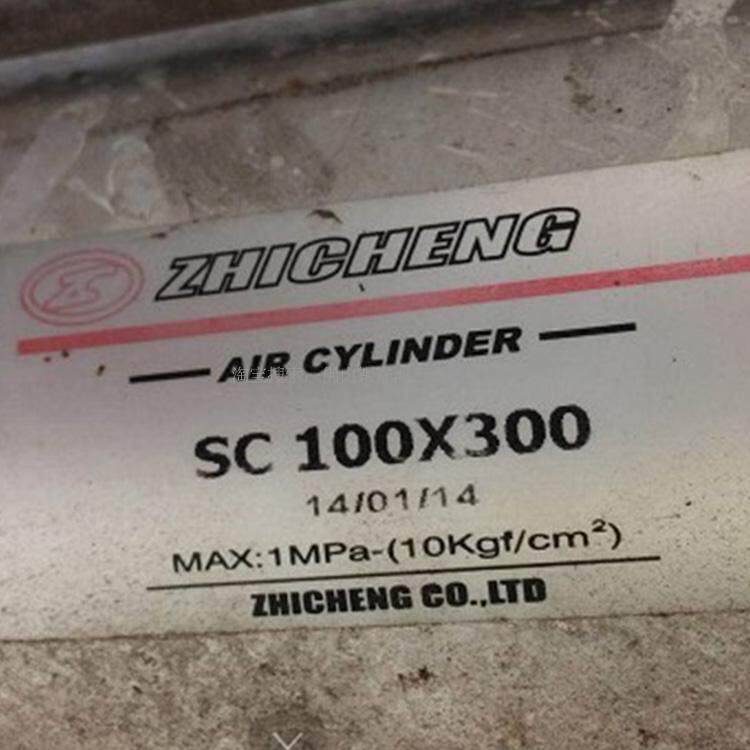 ZHICHENG
AIR CYLINDER
SC 100X300
14/01/14
MAX:1MPa-(10Kgf/cm²)
ZHICHENG CO.,LTD